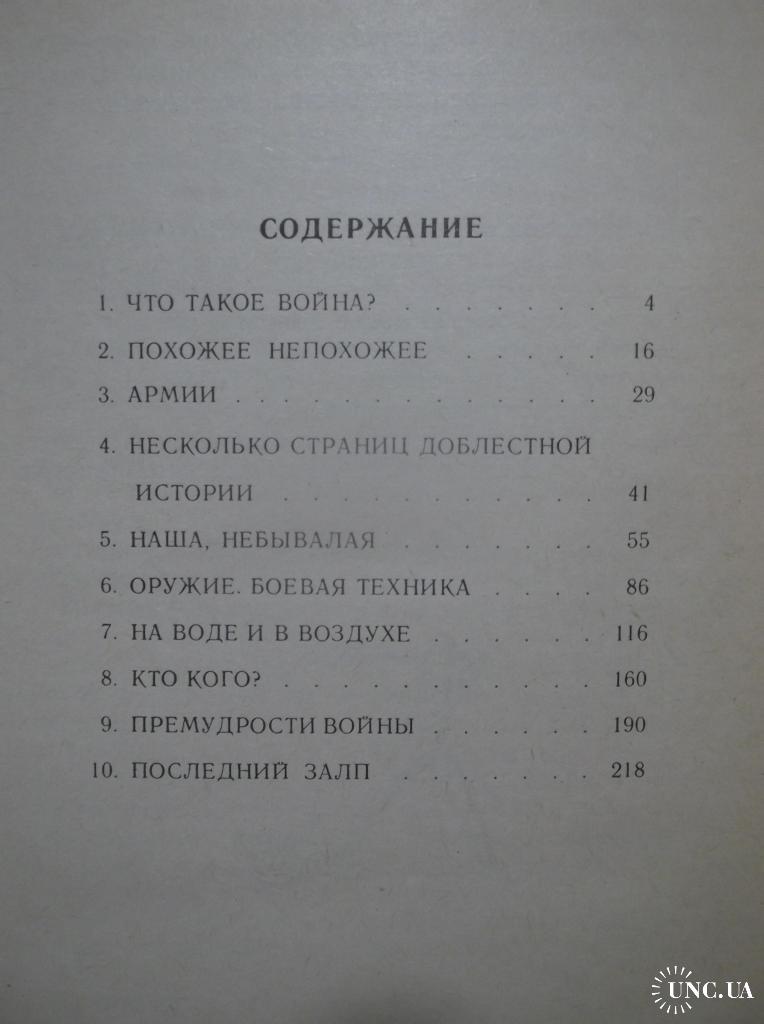 СОДЕРЖАНИЕ
1. ЧТО ТАКОЕ ВОЙНА? . . . . . . . 4
2. ПОХОЖЕЕ НЕПОХОЖЕЕ . . . . . 16
3. АРМИИ . . . . . . . . . . . . . 29
4. НЕСКОЛЬКО СТРАНИЦ ДОБЛЕСТНОЙ
ИСТОРИИ . . . . . . . . . . . 41
5. НАША, НЕБЫВАЛАЯ . . . . . . . 55
6. ОРУЖИЕ. БОЕВАЯ ТЕХНИКА . . . . 86
7. НА ВОДЕ И В ВОЗДУХЕ . . . . . . 116
8. КТО КОГО? . . . . . . . . . . . 160
9. ПРЕМУДРОСТИ ВОЙНЫ . . . . . . 190
10. ПОСЛЕДНИЙ ЗАЛП . . . . . . . 218
UNC.UA